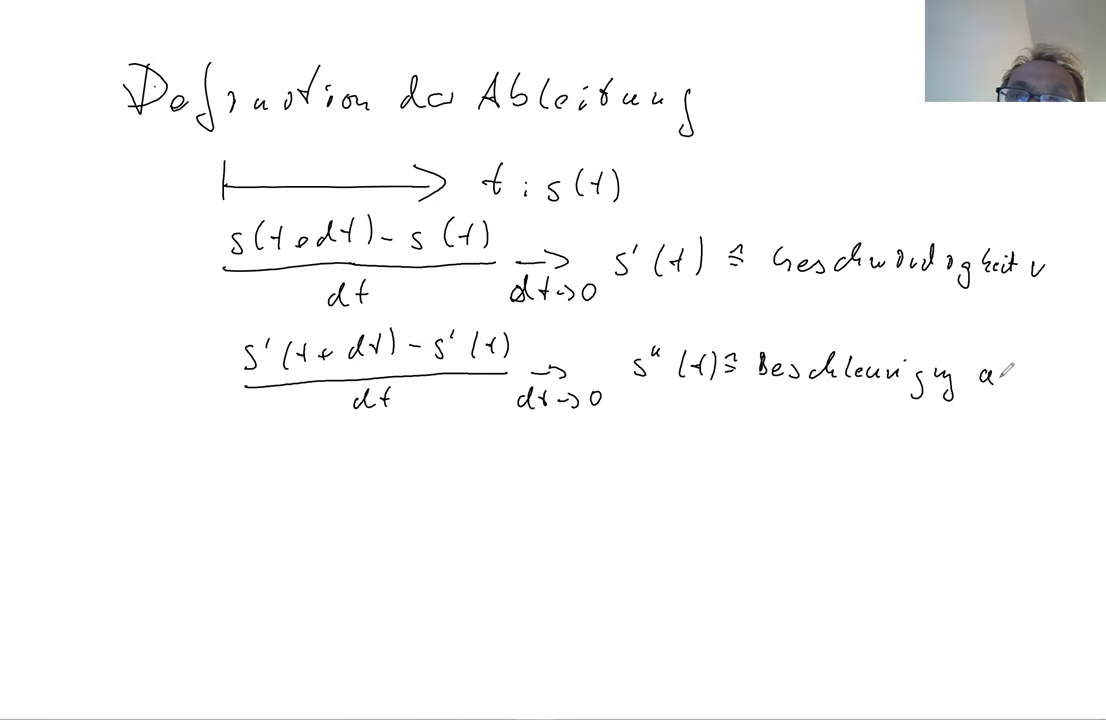 Definition der Ableitung
t : s(t)
s(t+dt) - s(t) / dt → dt→0 s'(t) ≙ Geschwindigkeit v
s'(t+dt) - s'(t) / dt → dt→0 s''(t) ≙ Beschleunigung a